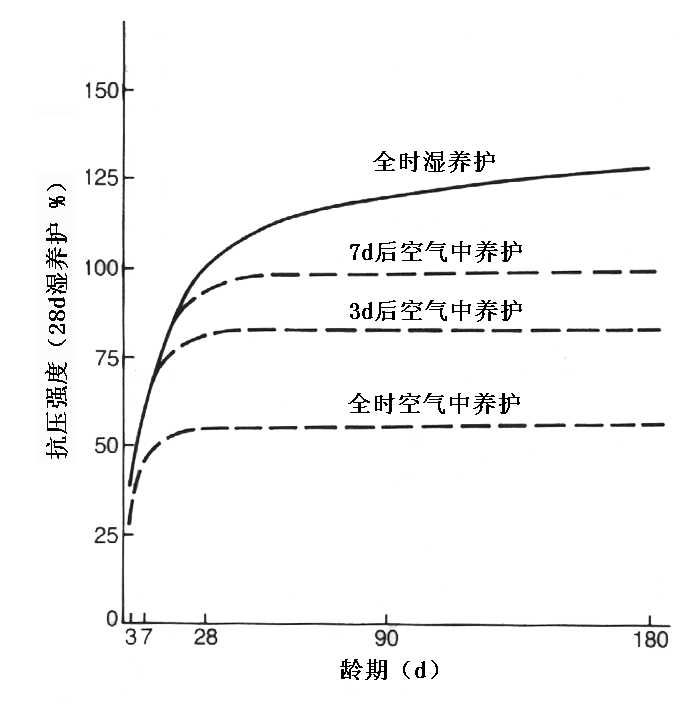 150
全时湿养护
125
7d后空气中养护
100
3d后空气中养护
75
全时空气中养护
50
25
0
抗压强度（28d湿养护 %）
3 7 28 90 180
龄期（d）